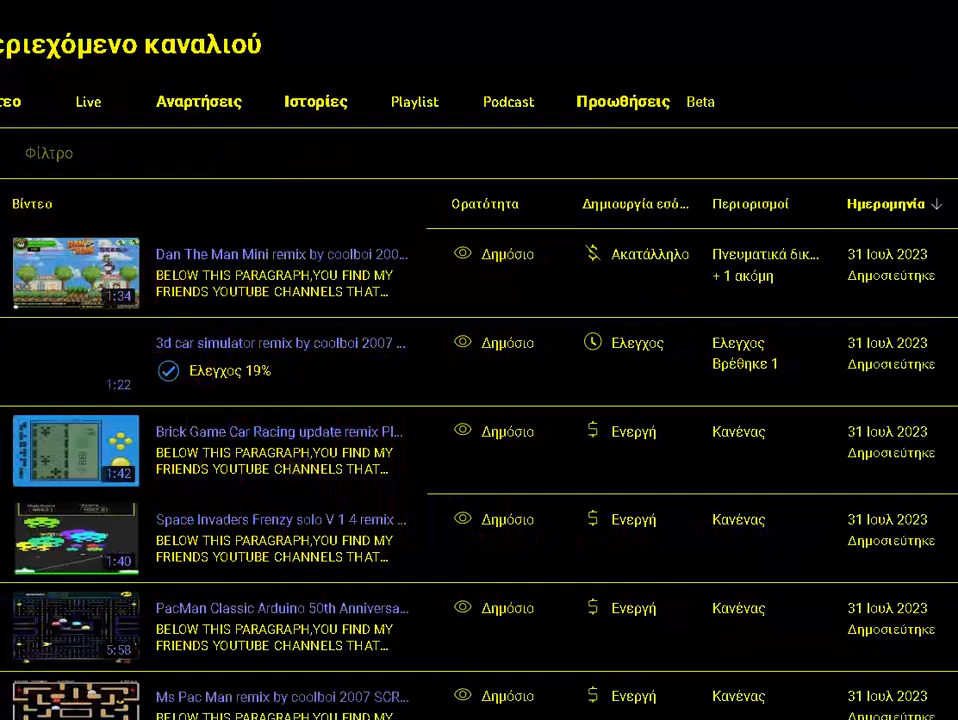 εριεχόμενο καναλιού
τεο Live Αναρτήσεις Ιστορίες Playlist Podcast Προωθήσεις Beta
Φίλτρο
Βίντεο Ορατότητα Δημιουργία εσό... Περιορισμοί Ημερομηνία
Dan The Man Mini remix by coolboi 200... Δημόσιο Ακατάλληλο Πνευματικά δικ... 31 Ιουλ 2023
BELOW THIS PARAGRAPH,YOU FIND MY + 1 ακόμη Δημοσιεύτηκε
FRIENDS YOUTUBE CHANNELS THAT...
1:34
3d car simulator remix by coolboi 2007 ... Δημόσιο Ελεγχος Ελεγχος 31 Ιουλ 2023
Ελεγχος 19% Βρέθηκε 1 Δημοσιεύτηκε
1:22
Brick Game Car Racing update remix Pl... Δημόσιο Ενεργή Κανένας 31 Ιουλ 2023
BELOW THIS PARAGRAPH,YOU FIND MY Δημοσιεύτηκε
FRIENDS YOUTUBE CHANNELS THAT...
1:42
Space Invaders Frenzy solo V 1 4 remix ... Δημόσιο Ενεργή Κανένας 31 Ιουλ 2023
BELOW THIS PARAGRAPH,YOU FIND MY Δημοσιεύτηκε
FRIENDS YOUTUBE CHANNELS THAT...
1:40
PacMan Classic Arduino 50th Anniversa... Δημόσιο Ενεργή Κανένας 31 Ιουλ 2023
BELOW THIS PARAGRAPH,YOU FIND MY Δημοσιεύτηκε
FRIENDS YOUTUBE CHANNELS THAT...
5:58
Ms Pac Man remix by coolboi 2007 SCR... Δημόσιο Ενεργή Κανένας 31 Ιουλ 2023
BELOW THIS PARAGRAPH,YOU FIND MY Δημοσιεύτηκε